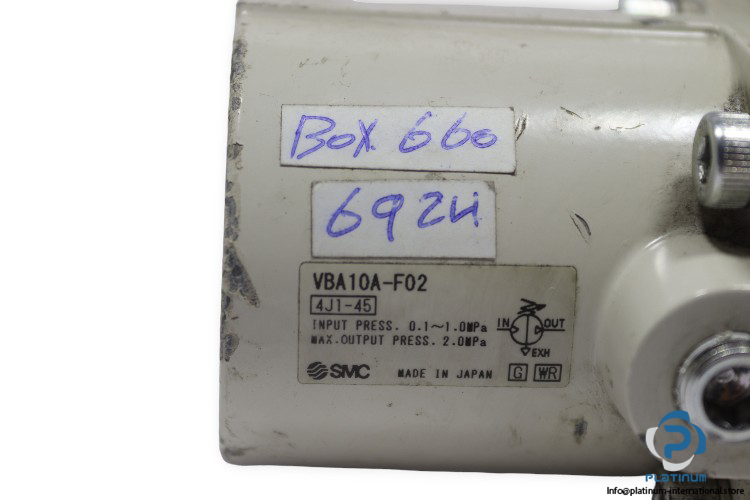 BOX 660
6924
VBA10A-F02
4J1-45
INPUT PRESS. 0.1~1.0MPa
MAX.OUTPUT PRESS. 2.0MPa
IN OUT
EXH
SMC MADE IN JAPAN G WR
PLATINUM
Info@platinum-international.store